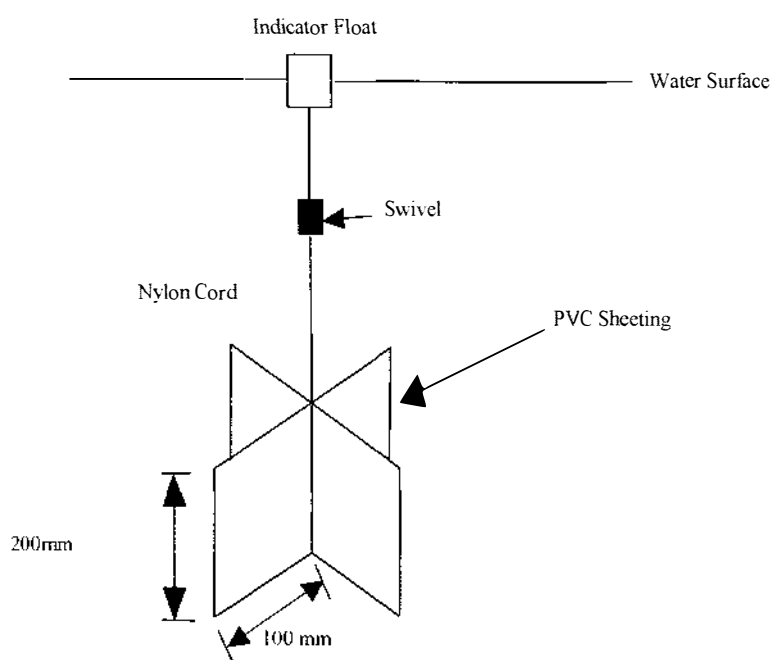 Indicator Float
Water Surface
Swivel
Nylon Cord
PVC Sheeting
200mm
100 mm